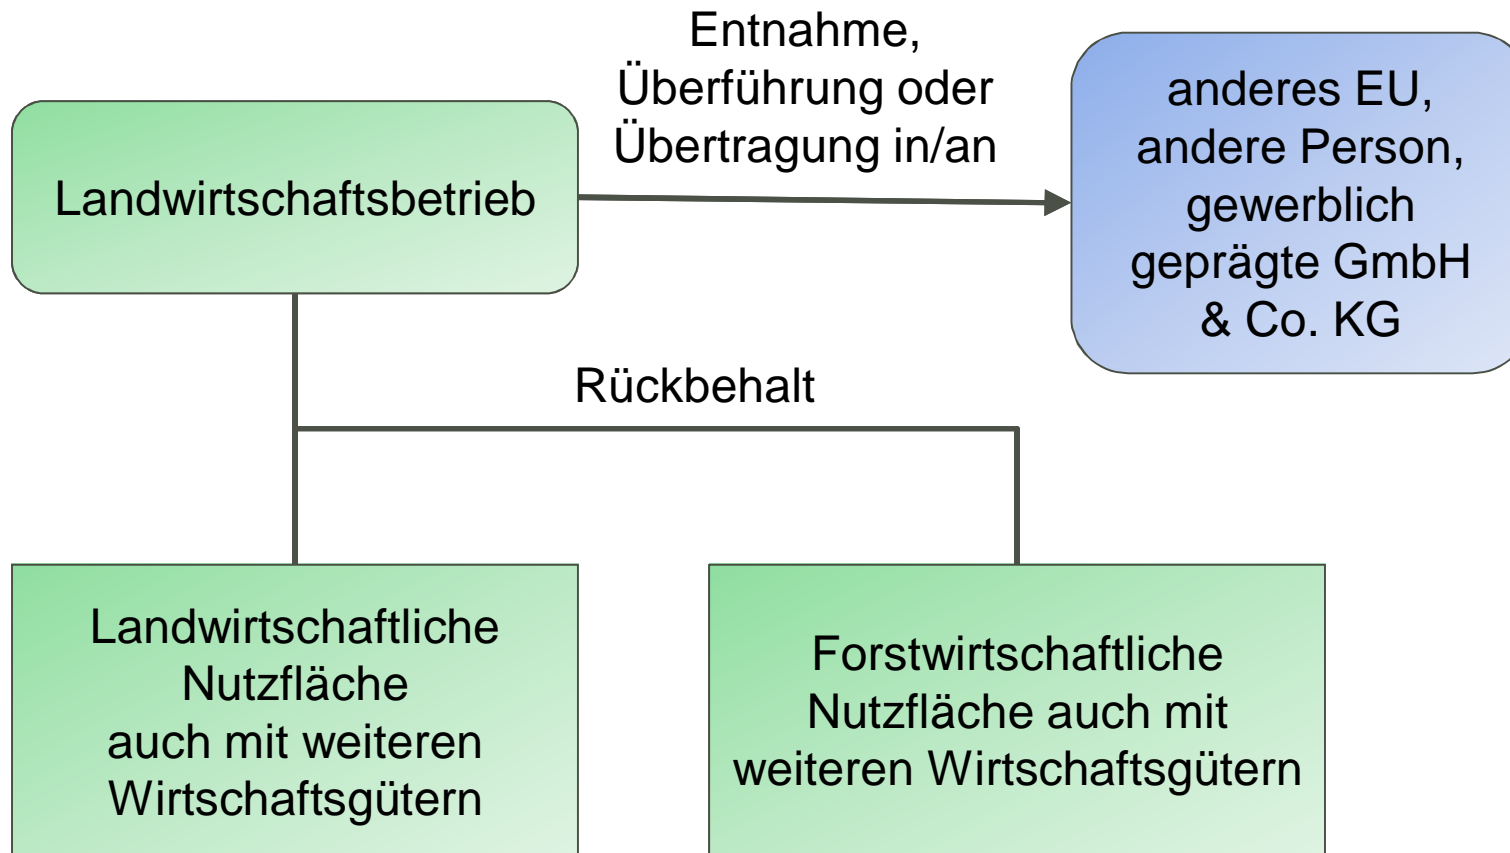 Entnahme,
Überführung oder
Übertragung in/an
anderes EU,
andere Person,
gewerblich
geprägte GmbH
& Co. KG
Landwirtschaftsbetrieb
Rückbehalt
Landwirtschaftliche
Nutzfläche
auch mit weiteren
Wirtschaftsgütern
Forstwirtschaftliche
Nutzfläche auch mit
weiteren Wirtschaftsgütern